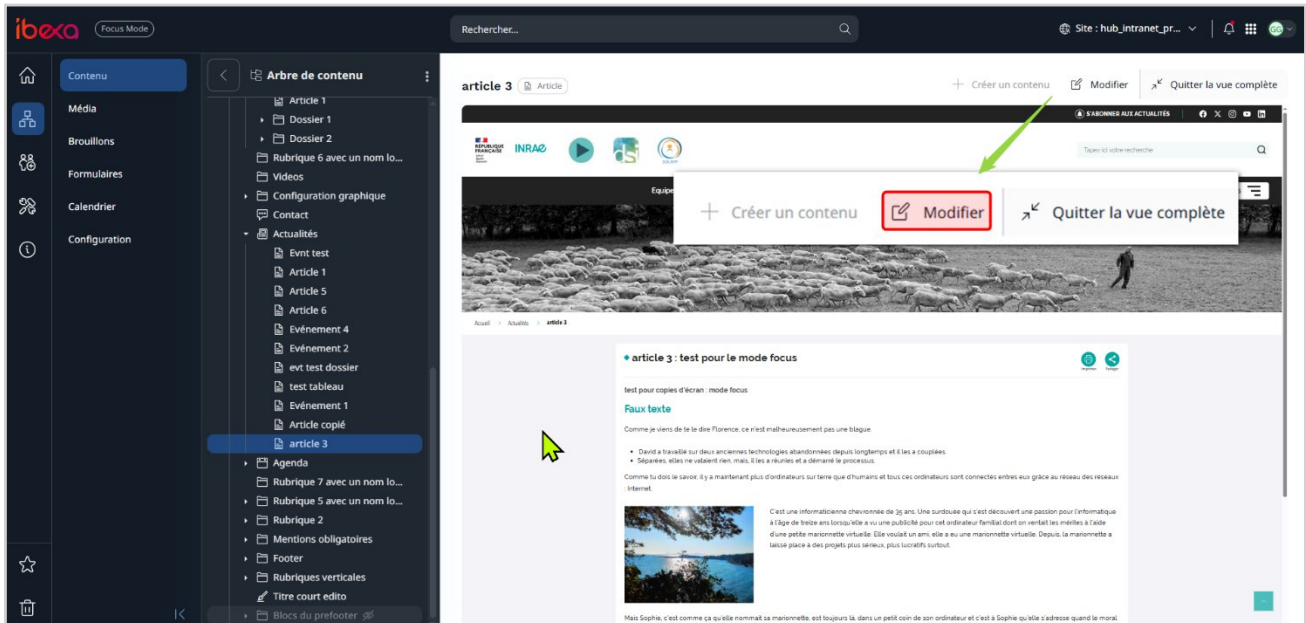 ibexa
Focus Mode
Rechercher...
Site : hub_intranet_pr...
GG
Contenu
Média
Brouillons
Formulaires
Calendrier
Configuration
Arbre de contenu
Article 1
Dossier 1
Dossier 2
Rubrique 6 avec un nom lo...
Videos
Configuration graphique
Contact
Actualités
Evnt test
Article 1
Article 5
Article 6
Evénement 4
Evénement 2
evt test dossier
test tableau
Evénement 1
Article copié
article 3
Agenda
Rubrique 7 avec un nom lo...
Rubrique 5 avec un nom lo...
Rubrique 2
Mentions obligatoires
Footer
Rubriques verticales
Titre court edito
Blocs du prefooter
article 3
Article
Créer un contenu
Modifier
Quitter la vue complète
S'ABONNER AUX ACTUALITÉS
RÉPUBLIQUE
FRANÇAISE
INRAE
dsi
Tapez ici votre recherche
Equipe
Créer un contenu
Modifier
Quitter la vue complète
Accueil > Actualités > article 3
article 3 : test pour le mode focus
Imprimer
Partager
test pour copies d'écran : mode focus
Faux texte
Comme je viens de te le dire Florence, ce n'est malheureusement pas une blague.
• David a travaillé sur deux anciennes technologies abandonnées depuis longtemps et il les a couplées.
• Séparées, elles ne valaient rien, mais, il les a réunies et a démarré le processus.
Comme tu dois le savoir, il y a maintenant plus d'ordinateurs sur terre que d'humains et tous ces ordinateurs sont connectés entres eux grâce au réseau des réseaux
: Internet.
C'est une informaticienne chevronnée de 35 ans. Une surdouée qui s'est découvert une passion pour l'informatique
à l'âge de treize ans lorsqu'elle a vu une publicité pour cet ordinateur familial dont on ventait les mérites à l'aide
d'une petite marionnette virtuelle. Elle voulait un ami, elle a eu une marionnette virtuelle. Depuis, la marionnette a
laissé place à des projets plus sérieux, plus lucratifs surtout.
Mais Sophie, c'est comme ça qu'elle nommait sa marionnette, est toujours là, dans un petit coin de son ordinateur et c'est à Sophie qu'elle s'adresse quand le moral